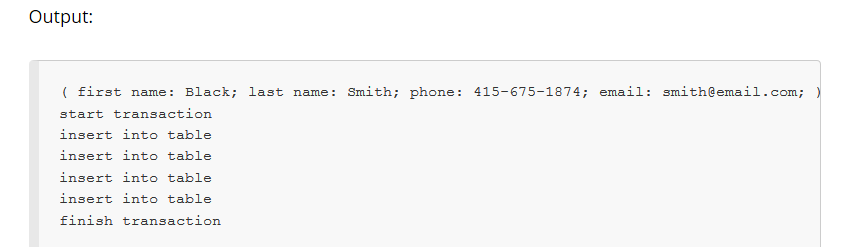 Output:
( first name: Black; last name: Smith; phone: 415-675-1874; email: smith@email.com; )
start transaction
insert into table
insert into table
insert into table
insert into table
finish transaction